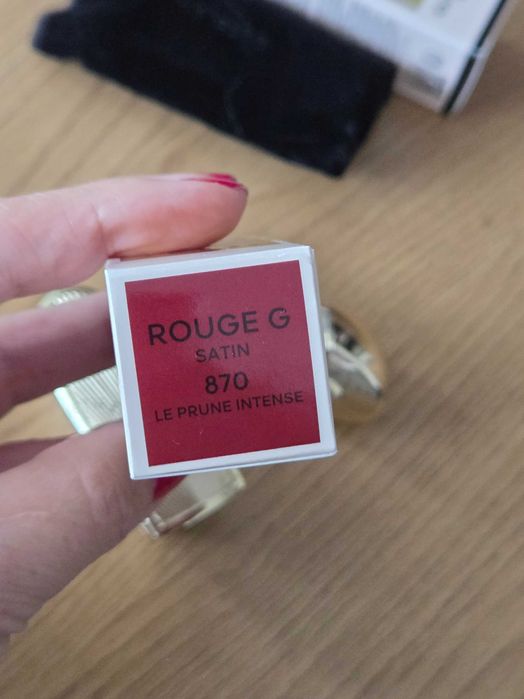 ROUGE G
SATIN
870
LE PRUNE INTENSE